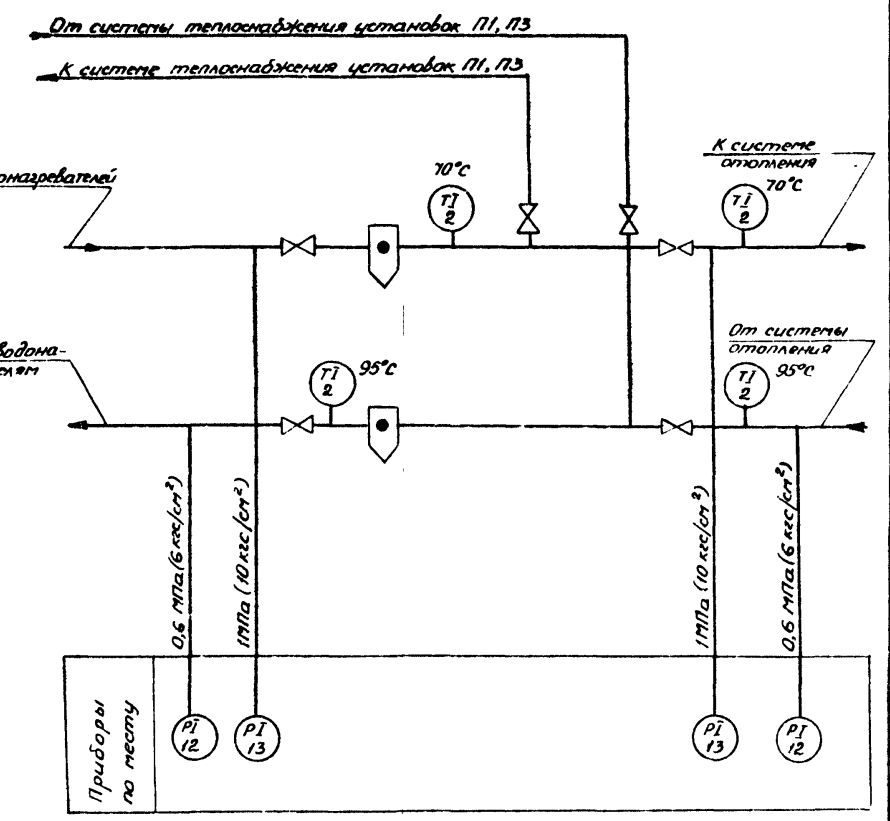 От системы теплоснабжения установок П1, П3
К системе теплоснабжения установок П1, П3
К системе
отопления
70°С
70°С
онагревателей
TI
2
TI
2
От системы
отопления
водона-
елям
95°С
95°С
TI
2
TI
2
0,6 МПа (6 кгс/см²)
1МПа (10 кгс/см²)
1МПа (10 кгс/см²)
0,6 МПа (6 кгс/см²)
Приборы
по месту
PI
12
PI
13
PI
13
PI
12